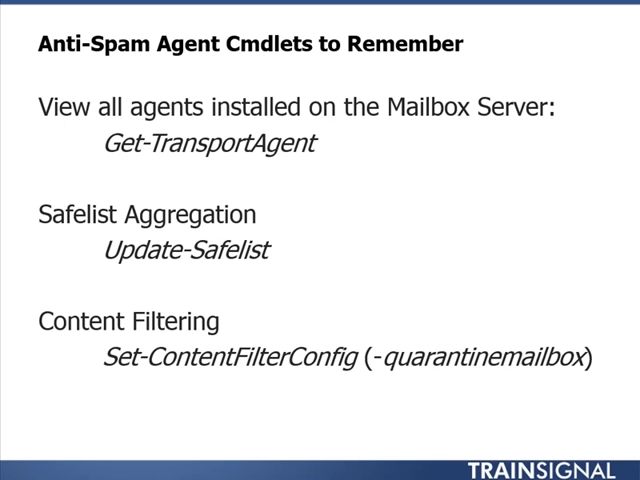 Anti-Spam Agent Cmdlets to Remember
View all agents installed on the Mailbox Server:
Get-TransportAgent
Safelist Aggregation
Update-Safelist
Content Filtering
Set-ContentFilterConfig (-quarantinemailbox)
TRAINSIGNAL